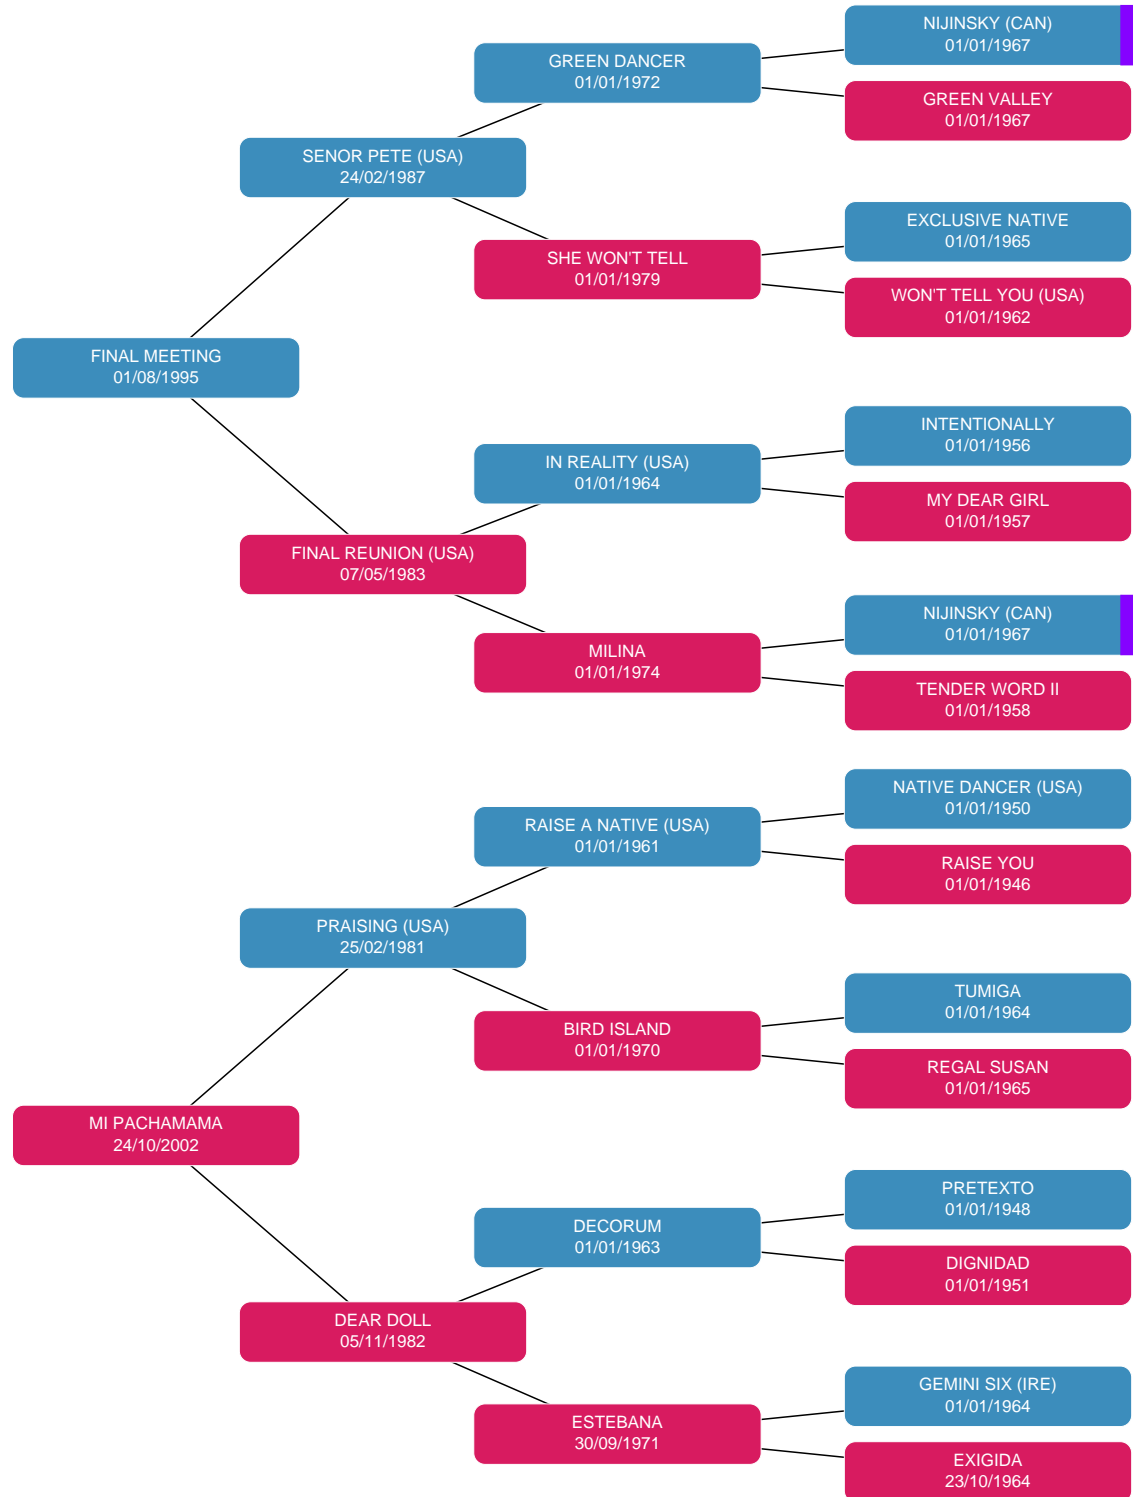 NIJINSKY (CAN)
01/01/1967
GREEN DANCER
01/01/1972
GREEN VALLEY
01/01/1967
SENOR PETE (USA)
24/02/1987
EXCLUSIVE NATIVE
01/01/1965
SHE WON'T TELL
01/01/1979
WON'T TELL YOU (USA)
01/01/1962
FINAL MEETING
01/08/1995
INTENTIONALLY
01/01/1956
IN REALITY (USA)
01/01/1964
MY DEAR GIRL
01/01/1957
FINAL REUNION (USA)
07/05/1983
NIJINSKY (CAN)
01/01/1967
MILINA
01/01/1974
TENDER WORD II
01/01/1958
NATIVE DANCER (USA)
01/01/1950
RAISE A NATIVE (USA)
01/01/1961
RAISE YOU
01/01/1946
PRAISING (USA)
25/02/1981
TUMIGA
01/01/1964
BIRD ISLAND
01/01/1970
REGAL SUSAN
01/01/1965
MI PACHAMAMA
24/10/2002
PRETEXTO
01/01/1948
DECORUM
01/01/1963
DIGNIDAD
01/01/1951
DEAR DOLL
05/11/1982
GEMINI SIX (IRE)
01/01/1964
ESTEBANA
30/09/1971
EXIGIDA
23/10/1964